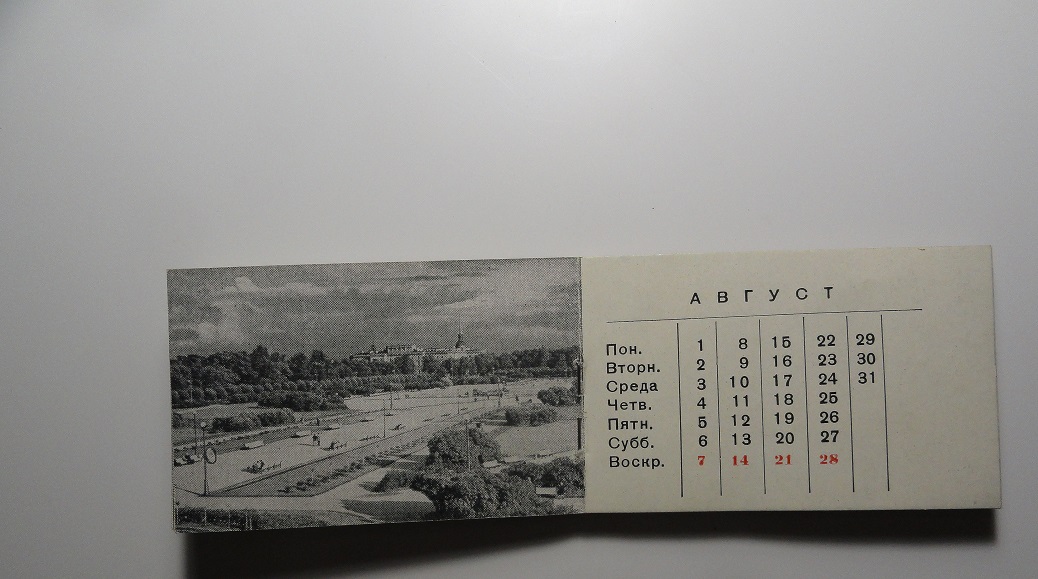 АВГУСТ
Пон. 1 8 15 22 29
Вторн. 2 9 16 23 30
Среда 3 10 17 24 31
Четв. 4 11 18 25
Пятн. 5 12 19 26
Субб. 6 13 20 27
Воскр. 7 14 21 28